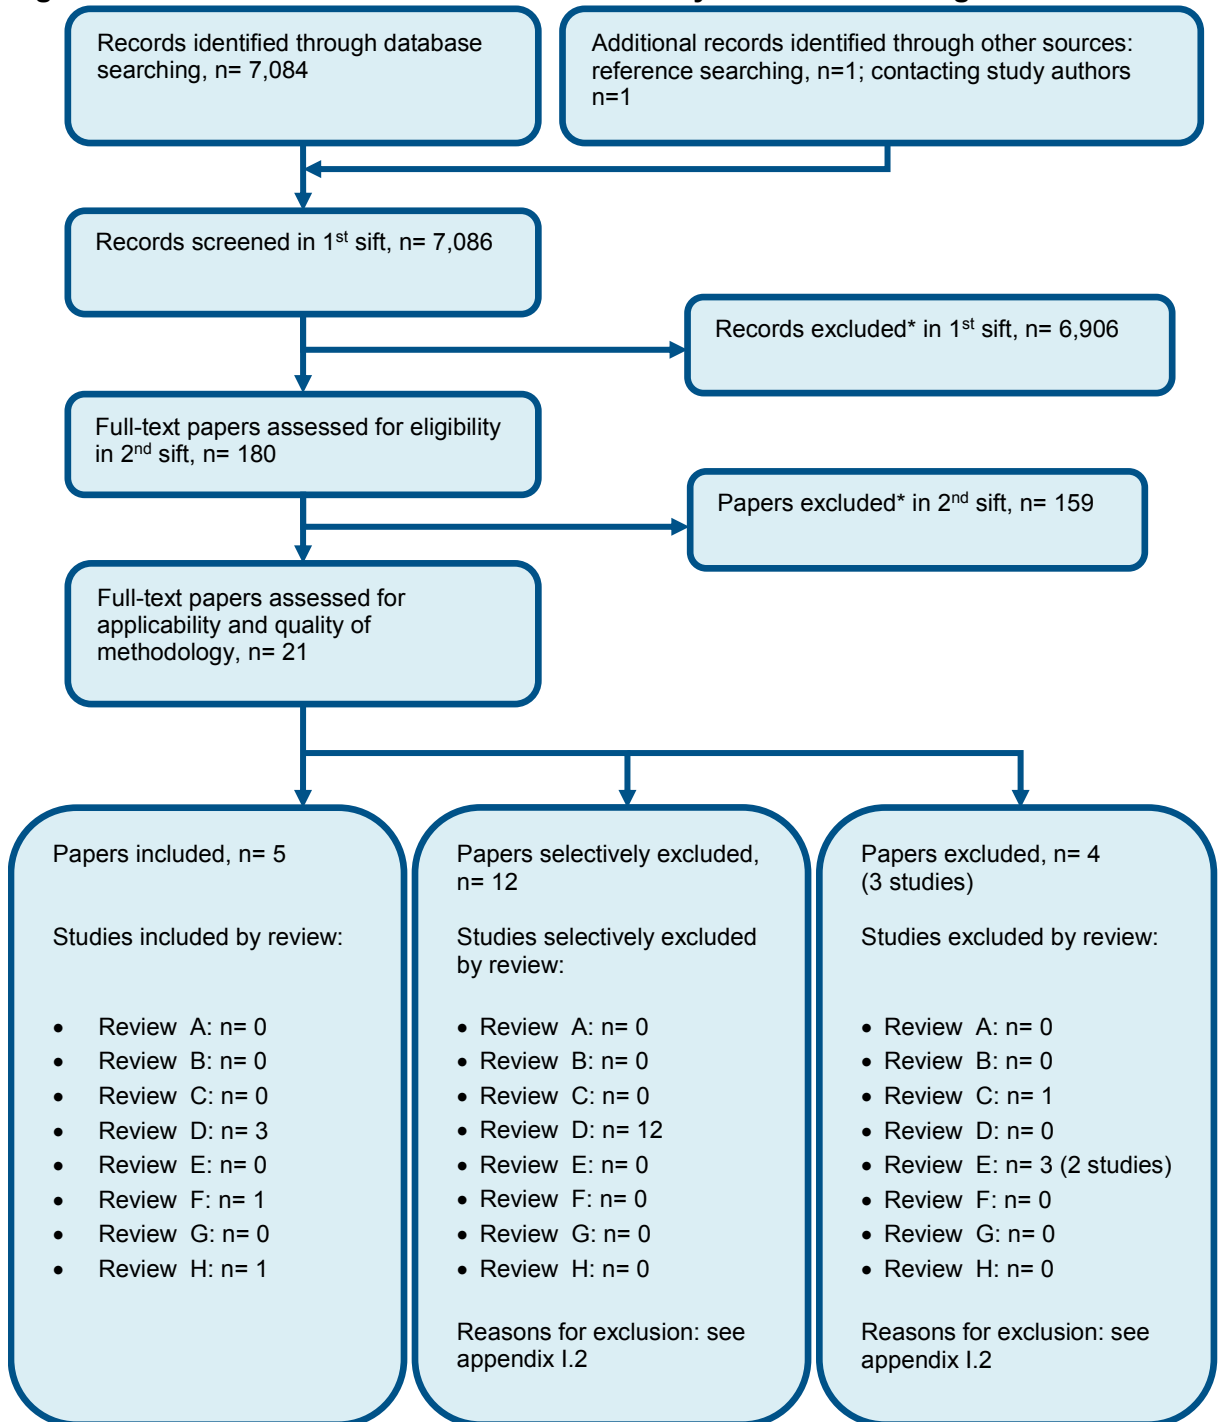 Records identified through database
searching, n= 7,084
Additional records identified through other sources:
reference searching, n=1; contacting study authors
n=1
Records screened in 1st sift, n= 7,086
Records excluded* in 1st sift, n= 6,906
Full-text papers assessed for eligibility
in 2nd sift, n= 180
Papers excluded* in 2nd sift, n= 159
Full-text papers assessed for
applicability and quality of
methodology, n= 21
Papers included, n= 5
Studies included by review:
• Review A: n= 0
• Review B: n= 0
• Review C: n= 0
• Review D: n= 3
• Review E: n= 0
• Review F: n= 1
• Review G: n= 0
• Review H: n= 1
Papers selectively excluded,
n= 12
Studies selectively excluded
by review:
• Review A: n= 0
• Review B: n= 0
• Review C: n= 0
• Review D: n= 12
• Review E: n= 0
• Review F: n= 0
• Review G: n= 0
• Review H: n= 0
Reasons for exclusion: see
appendix I.2
Papers excluded, n= 4
(3 studies)
Studies excluded by review:
• Review A: n= 0
• Review B: n= 0
• Review C: n= 1
• Review D: n= 0
• Review E: n= 3 (2 studies)
• Review F: n= 0
• Review G: n= 0
• Review H: n= 0
Reasons for exclusion: see
appendix I.2